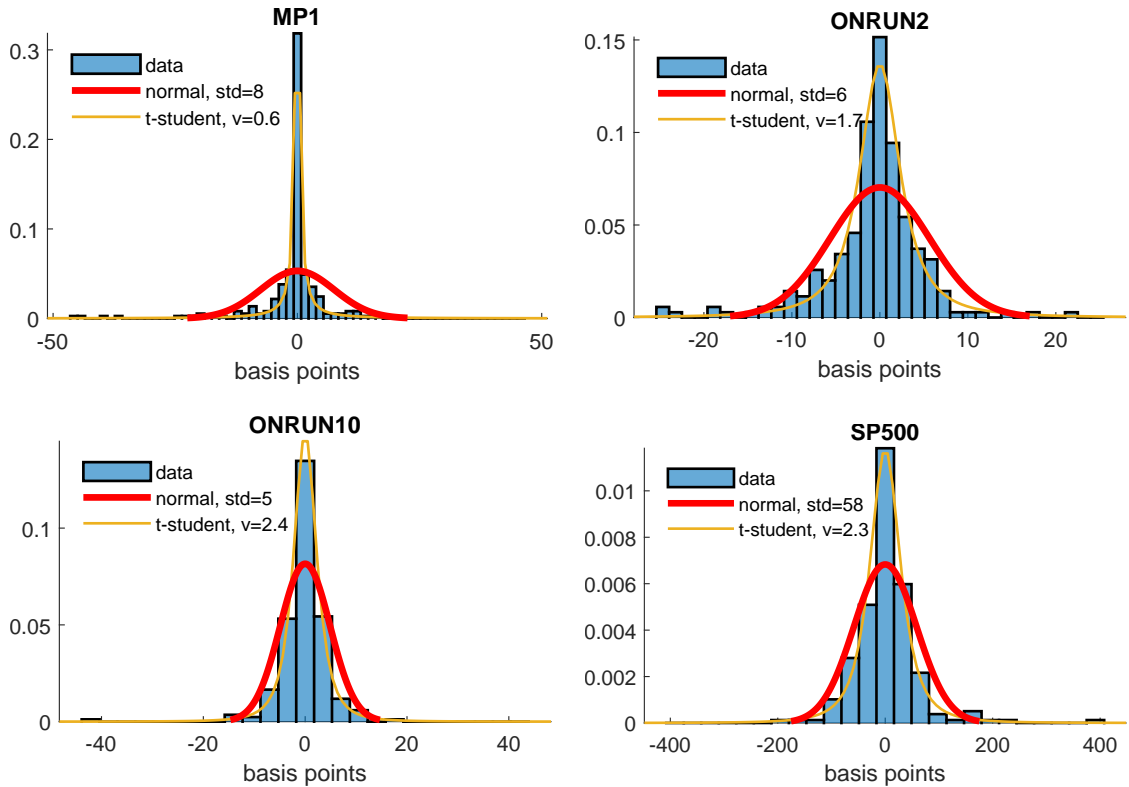 MP1
0.3
0.2
0.1
0
data
normal, std=8
t-student, v=0.6
-50
0
50
basis points
ONRUN2
0.15
0.1
0.05
0
data
normal, std=6
t-student, v=1.7
-20
-10
0
10
20
basis points
ONRUN10
0.1
0.05
0
data
normal, std=5
t-student, v=2.4
-40
-20
0
20
40
basis points
SP500
0.01
0.008
0.006
0.004
0.002
0
data
normal, std=58
t-student, v=2.3
-400
-200
0
200
400
basis points